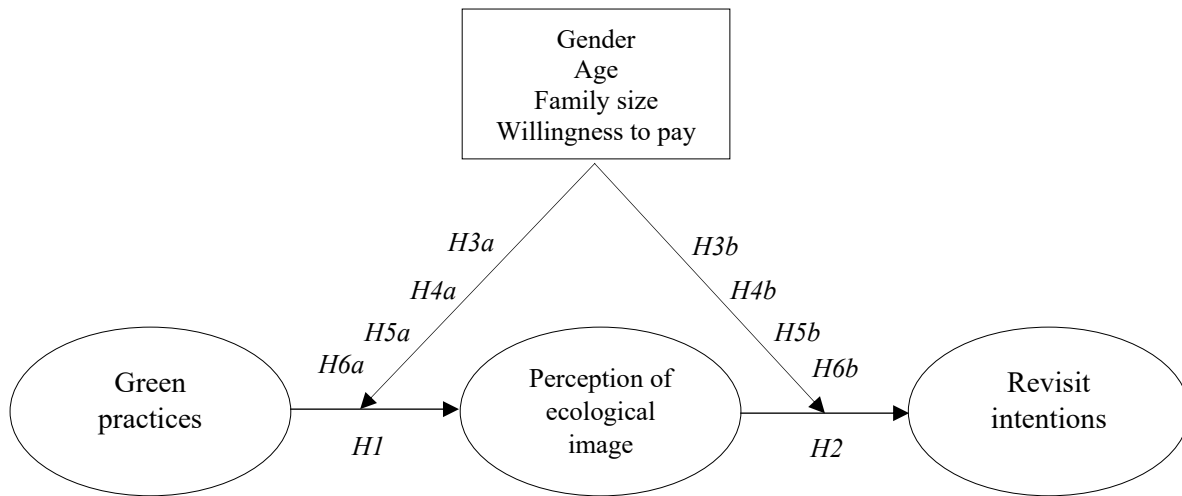 Gender
Age
Family size
Willingness to pay
H3a
H3b
H4a
H4b
H5a
H5b
H6a
H6b
Green
practices
Perception of
ecological
image
Revisit
intentions
H1
H2